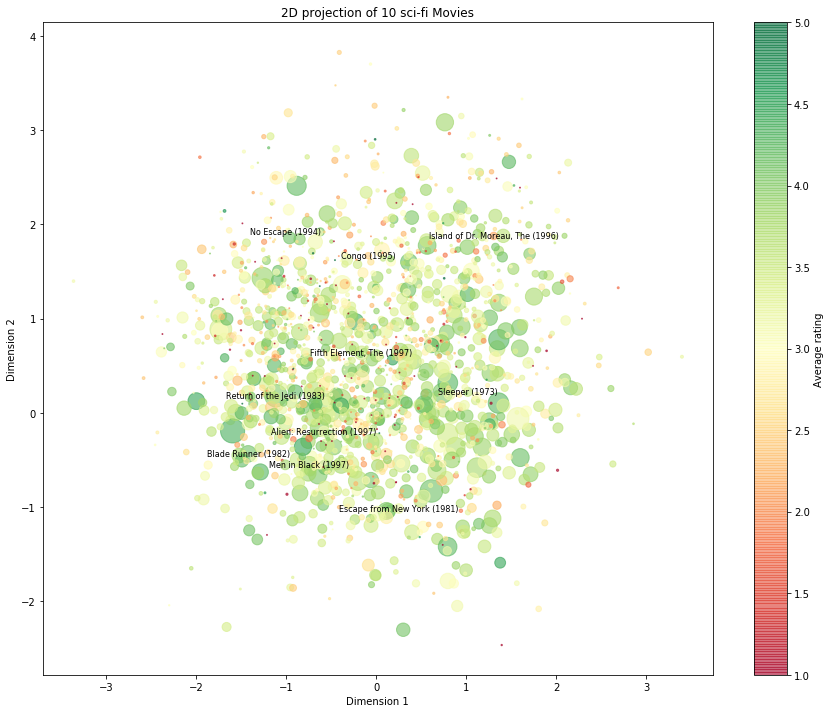 2D projection of 10 sci-fi Movies
4
3
2
1
0
−1
−2
Dimension 2
No Escape (1994)
Island of Dr. Moreau, The (1996)
Congo (1995)
Fifth Element, The (1997)
Return of the Jedi (1983)
Sleeper (1973)
Alien: Resurrection (1997)
Blade Runner (1982)
Men in Black (1997)
Escape from New York (1981)
−3
−2
−1
0
1
2
3
Dimension 1
5.0
4.5
4.0
3.5
3.0
2.5
2.0
1.5
1.0
Average rating